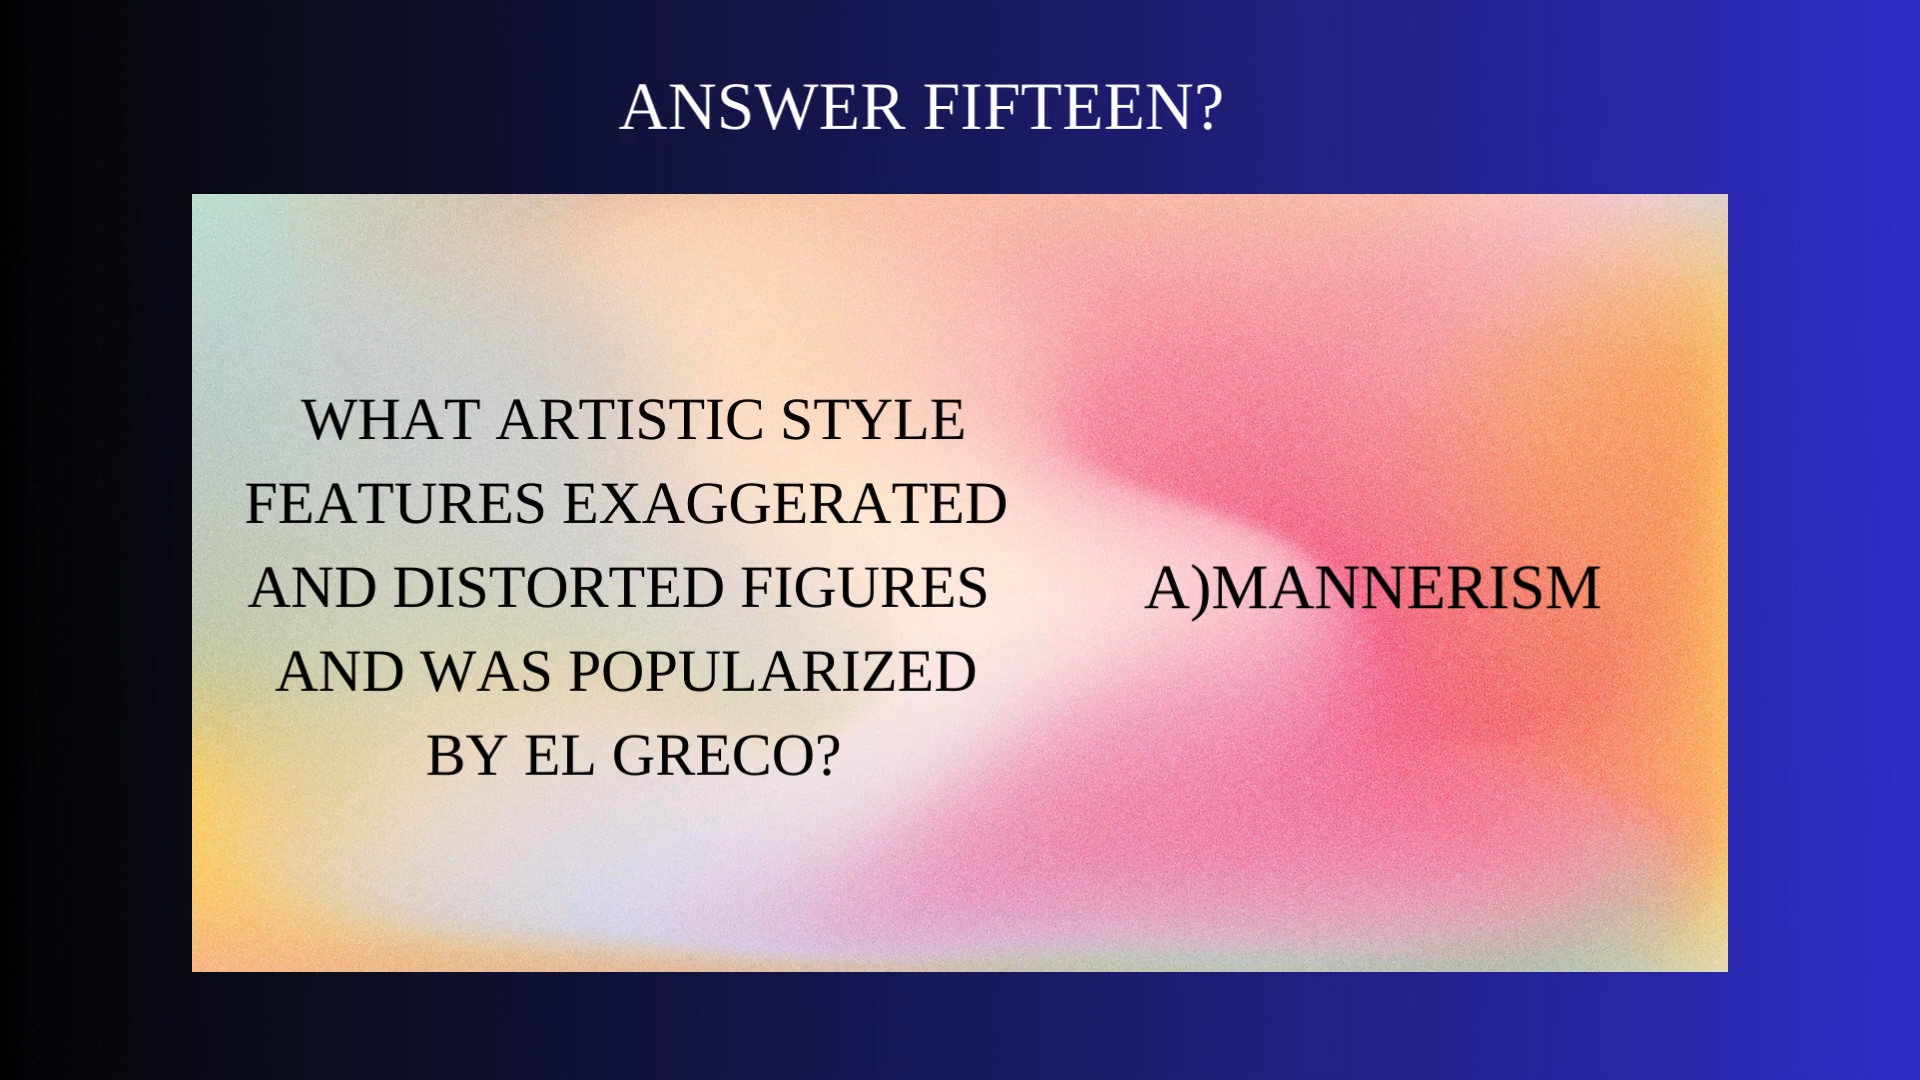 ANSWER FIFTEEN?
WHAT ARTISTIC STYLE
FEATURES EXAGGERATED
AND DISTORTED FIGURES
AND WAS POPULARIZED
BY EL GRECO?
A)MANNERISM